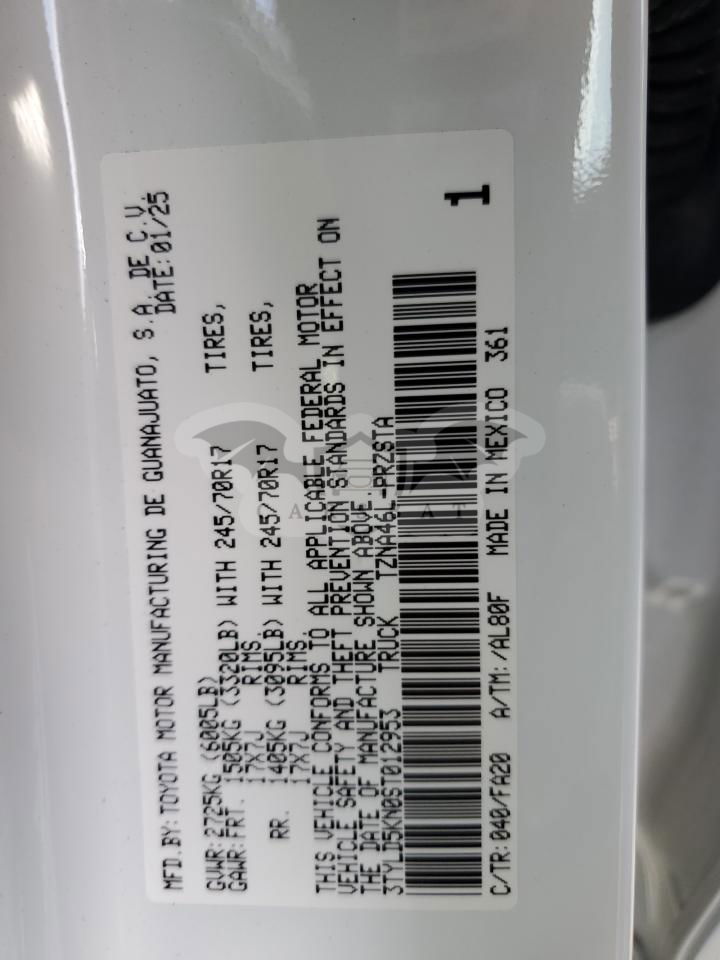 MFD.BY: TOYOTA MOTOR MANUFACTURING DE GUANAJUATO, S.A. DE C.V.
DATE: 01/25
GVWR: 2725KG (6005LB)
GAWR: FRT. 1505KG (3320LB) WITH 245/70R17 TIRES,
17X7J RIMS.
RR. 1405KG (3095LB) WITH 245/70R17 TIRES,
17X7J RIMS.
THIS VEHICLE CONFORMS TO ALL APPLICABLE FEDERAL MOTOR
VEHICLE SAFETY AND THEFT PREVENTION STANDARDS IN EFFECT ON
THE DATE OF MANUFACTURE SHOWN ABOVE.
3TYLD5KN0ST012953 TRUCK TZNA46L-PRZSTA
1
C/TR: 040/FA20 A/TM: /AL80F MADE IN MEXICO 361